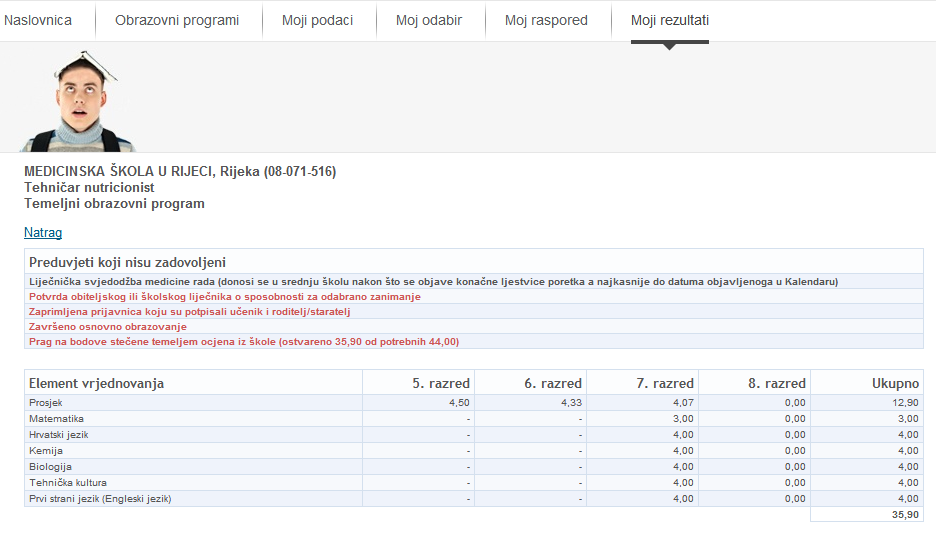 Naslovnica Obrazovni programi Moji podaci Moj odabir Moj raspored Moji rezultati
MEDICINSKA ŠKOLA U RIJECI, Rijeka (08-071-516)
Tehničar nutricionist
Temeljni obrazovni program
Natrag
Preduvjeti koji nisu zadovoljeni
Liječnička svjedodžba medicine rada (donosi se u srednju školu nakon što se objave konačne ljestvice poretka a najkasnije do datuma objavljenoga u Kalendaru)
Potvrda obiteljskog ili školskog liječnika o sposobnosti za odabrano zanimanje
Zaprimljena prijavnica koju su potpisali učenik i roditelj/staratelj
Završeno osnovno obrazovanje
Prag na bodove stečene temeljem ocjena iz škole (ostvareno 35,90 od potrebnih 44,00)
Element vrjednovanja 5. razred 6. razred 7. razred 8. razred Ukupno
Prosjek 4,50 4,33 4,07 0,00 12,90
Matematika - - 3,00 0,00 3,00
Hrvatski jezik - - 4,00 0,00 4,00
Kemija - - 4,00 0,00 4,00
Biologija - - 4,00 0,00 4,00
Tehnička kultura - - 4,00 0,00 4,00
Prvi strani jezik (Engleski jezik) - - 4,00 0,00 4,00
35,90